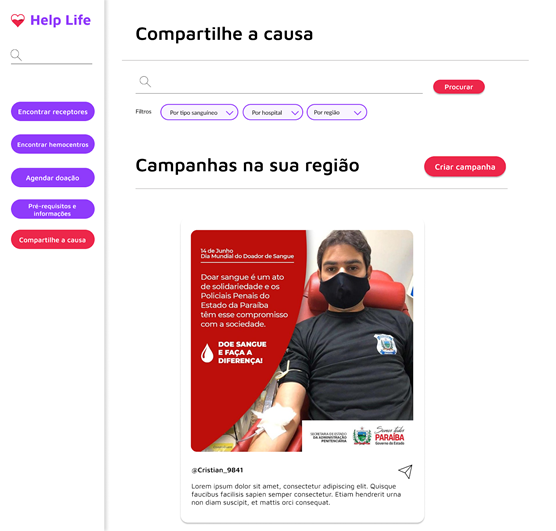 Help Life
Encontrar receptores
Encontrar hemocentros
Agendar doação
Pré-requisitos e
informações
Compartilhe a causa
Compartilhe a causa
Procurar
Filtros
Por tipo sanguíneo
Por hospital
Por região
Campanhas na sua região
Criar campanha
14 de Junho
Dia Mundial do Doador de Sangue
Doar sangue é um ato
de solidariedade e os
Policiais Penais do
Estado da Paraíba
têm esse compromisso
com a sociedade.
DOE SANGUE
E FAÇA A
DIFERENÇA!
SECRETARIA DE ESTADO
DA ADMINISTRAÇÃO
PENITENCIÁRIA
Somos todos
PARAÍBA
Governo do Estado
@Cristian_9841
Lorem ipsum dolor sit amet, consectetur adipiscing elit. Quisque
faucibus facilisis sapien semper consectetur. Etiam hendrerit urna
non diam suscipit, et mattis orci consequat.